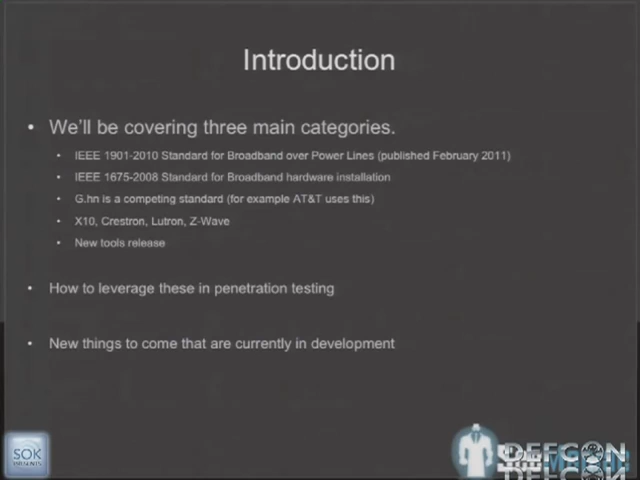 Introduction
• We'll be covering three main categories.
• IEEE 1901-2010 Standard for Broadband over Power Lines (published February 2011)
• IEEE 1675-2008 Standard for Broadband hardware installation
• G.hn is a competing standard (for example AT&T uses this)
• X10, Crestron, Lutron, Z-Wave
• New tools release
• How to leverage these in penetration testing
• New things to come that are currently in development
SOK
DEFCON